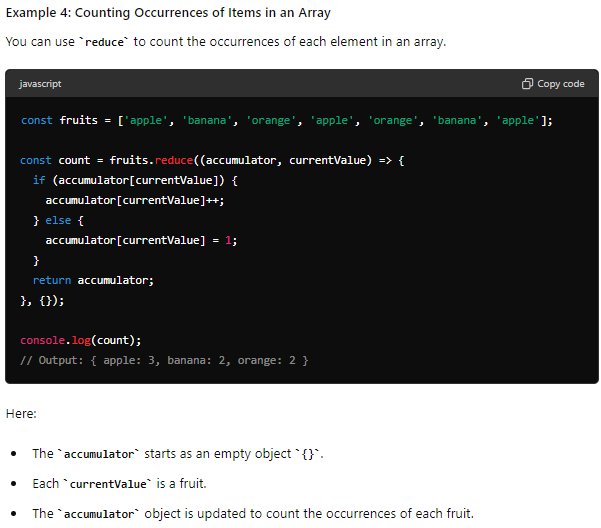 Example 4: Counting Occurrences of Items in an Array
You can use `reduce` to count the occurrences of each element in an array.
javascript
Copy code
const fruits = ['apple', 'banana', 'orange', 'apple', 'orange', 'banana', 'apple'];
const count = fruits.reduce((accumulator, currentValue) => {
  if (accumulator[currentValue]) {
    accumulator[currentValue]++;
  } else {
    accumulator[currentValue] = 1;
  }
  return accumulator;
}, {});
console.log(count);
// Output: { apple: 3, banana: 2, orange: 2 }
Here:
• The `accumulator` starts as an empty object `{}`.
• Each `currentValue` is a fruit.
• The `accumulator` object is updated to count the occurrences of each fruit.